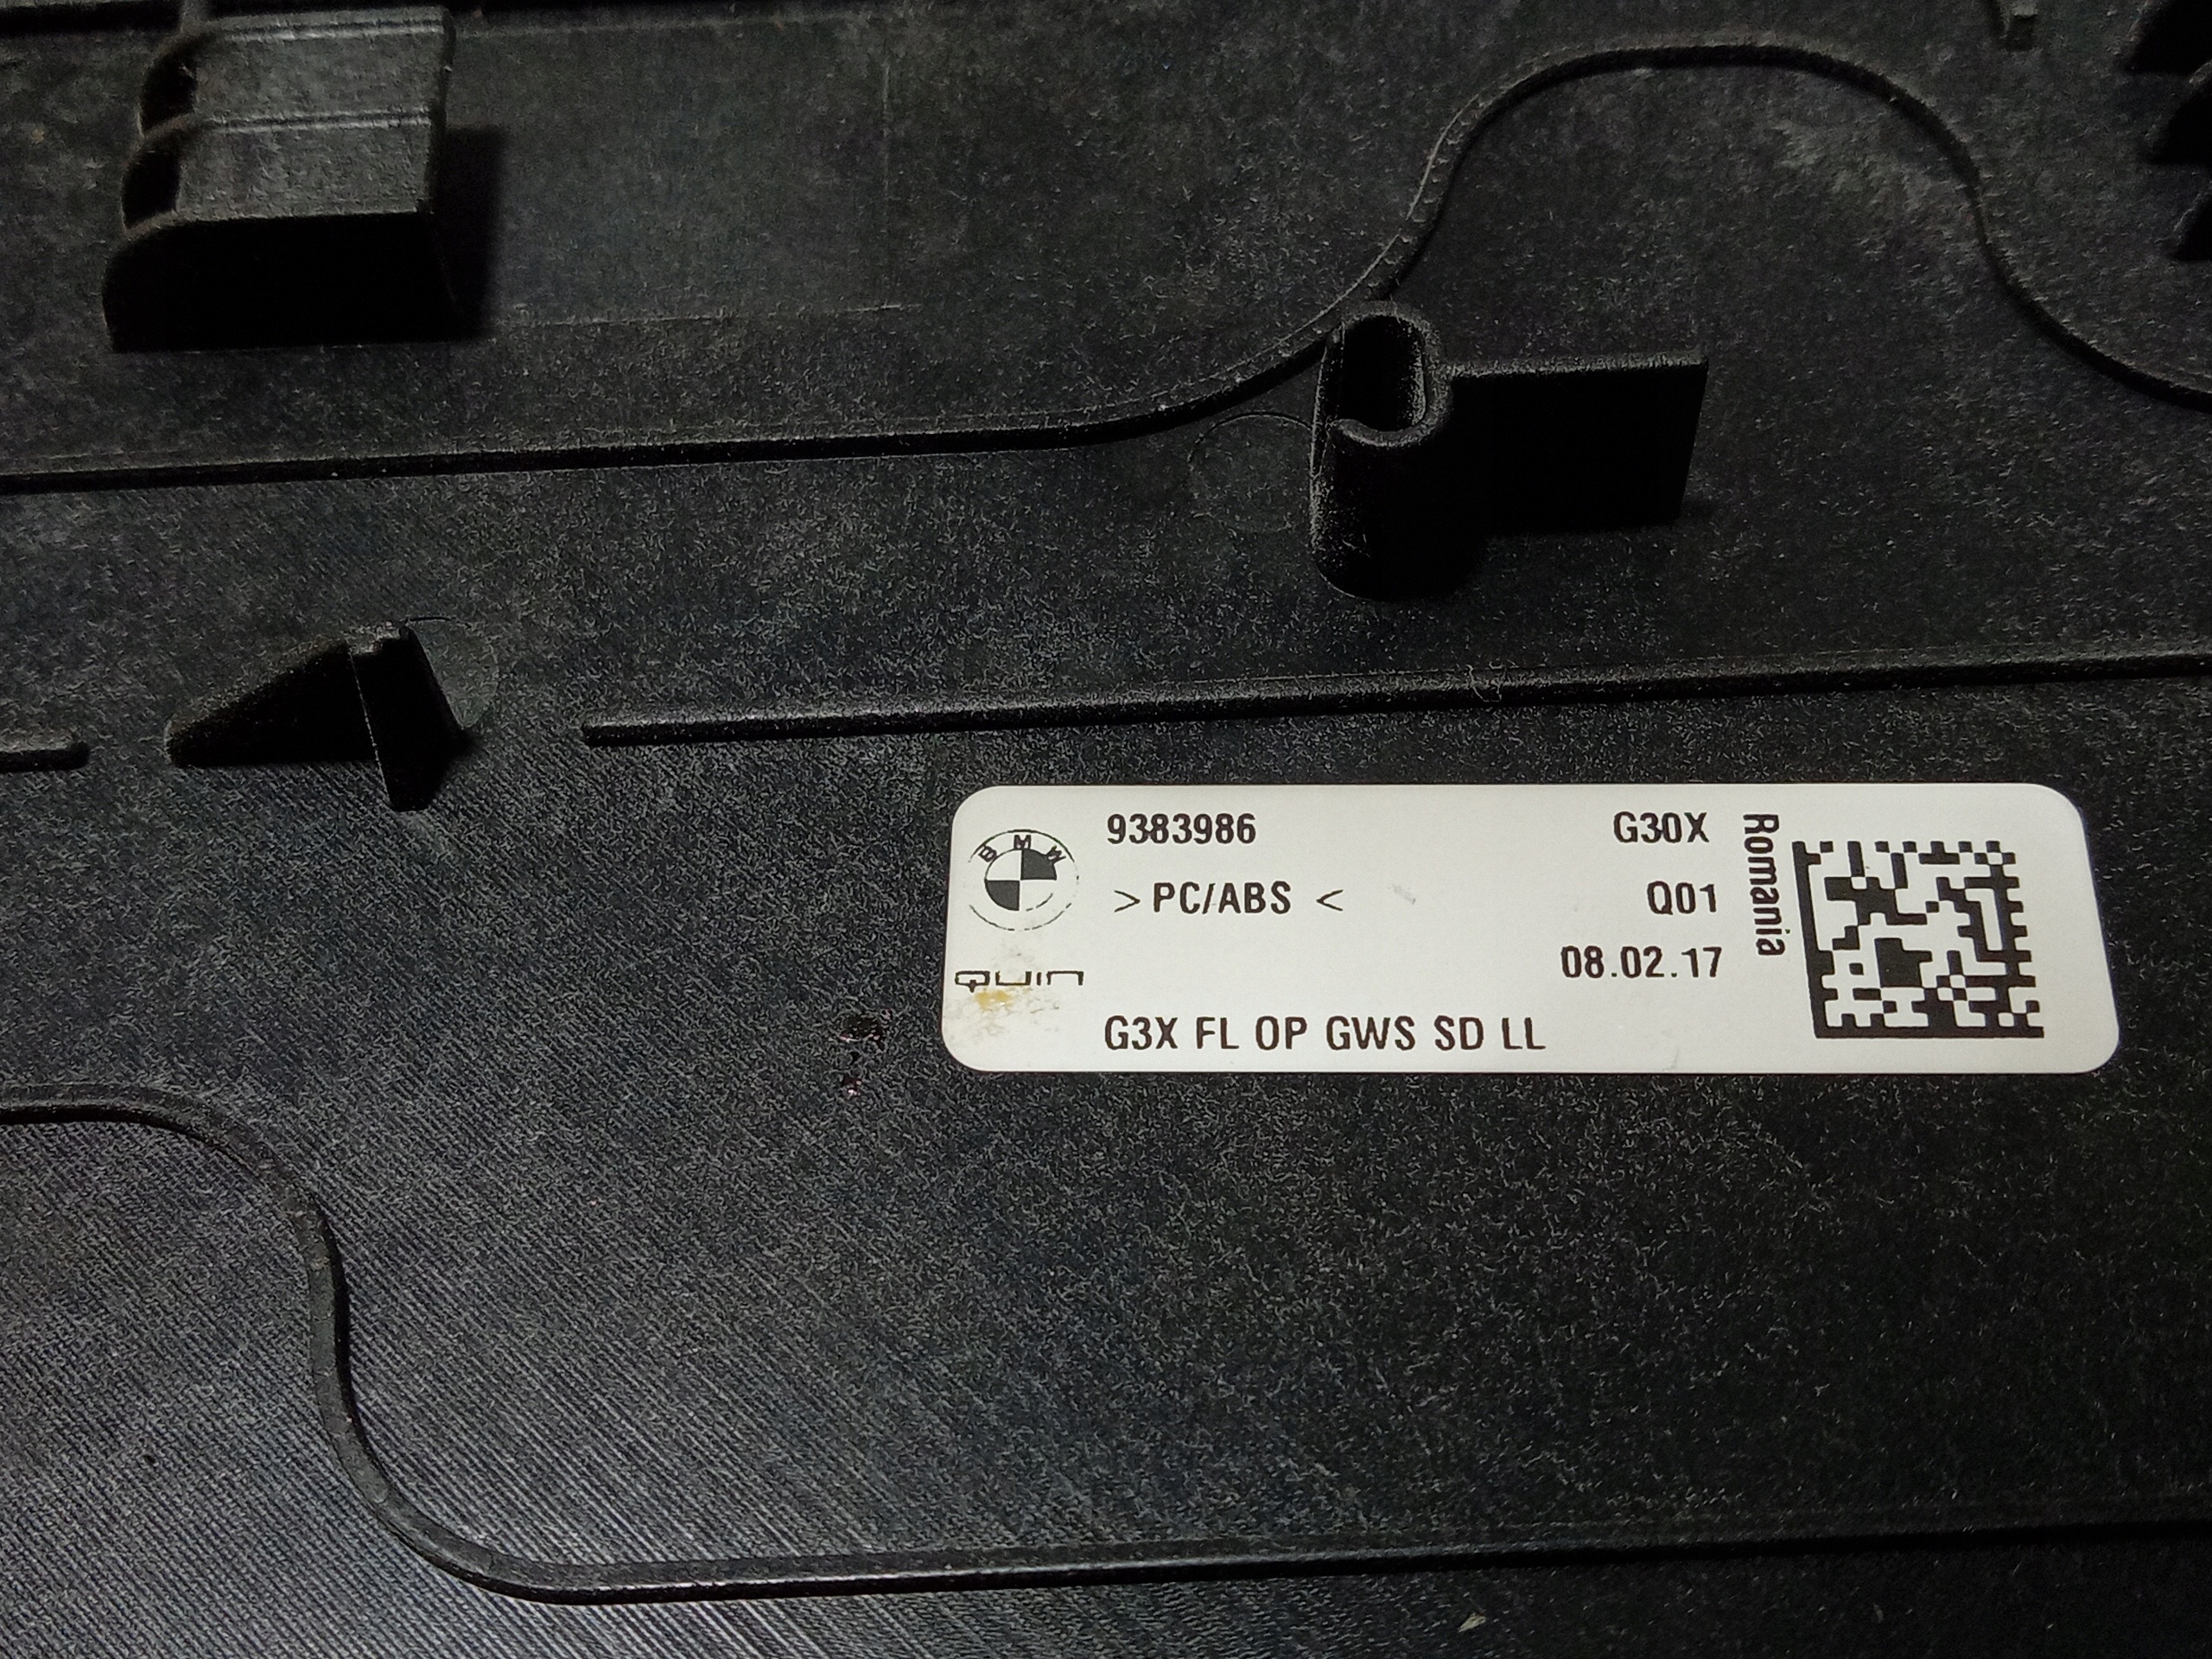 9383986 G30X
BMW
>PC/ABS < Q01
08.02.17
QUIN
G3X FL OP GWS SD LL
Romania